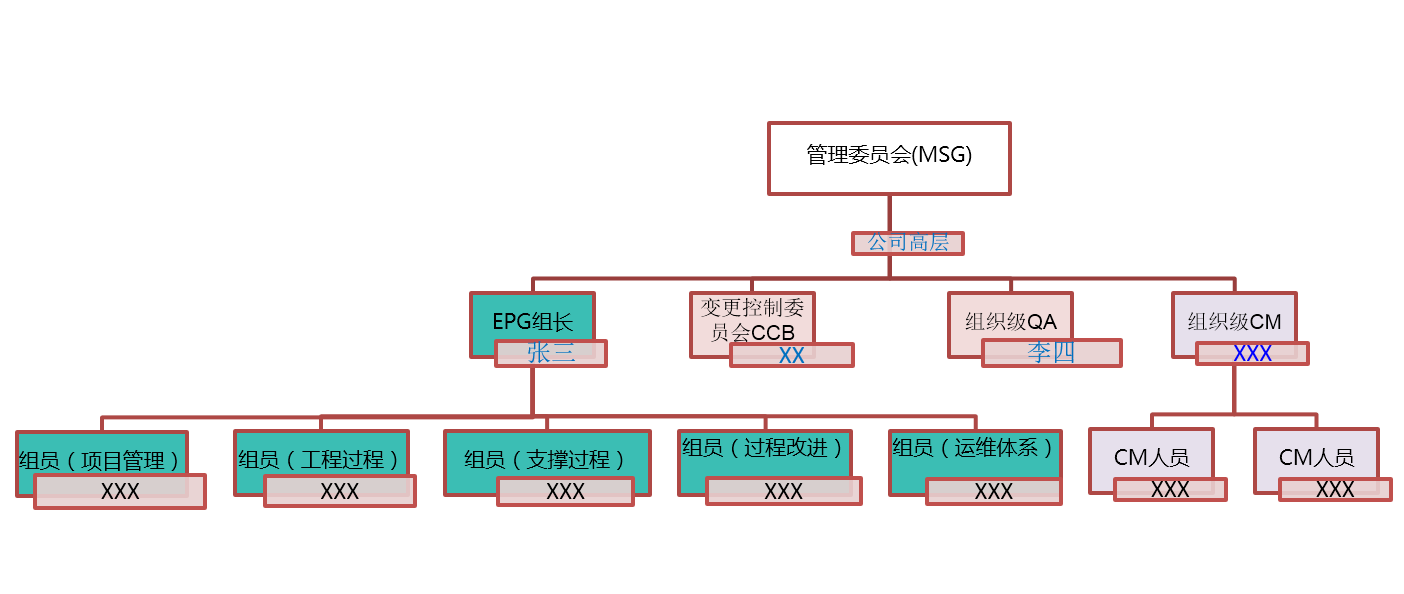 管理委员会(MSG)
公司高层
EPG组长
张三
变更控制委
员会CCB
XX
组织级QA
李四
组织级CM
XXX
组员（项目管理）
XXX
组员（工程过程）
XXX
组员（支撑过程）
XXX
组员（过程改进）
XXX
组员（运维体系）
XXX
CM人员
XXX
CM人员
XXX